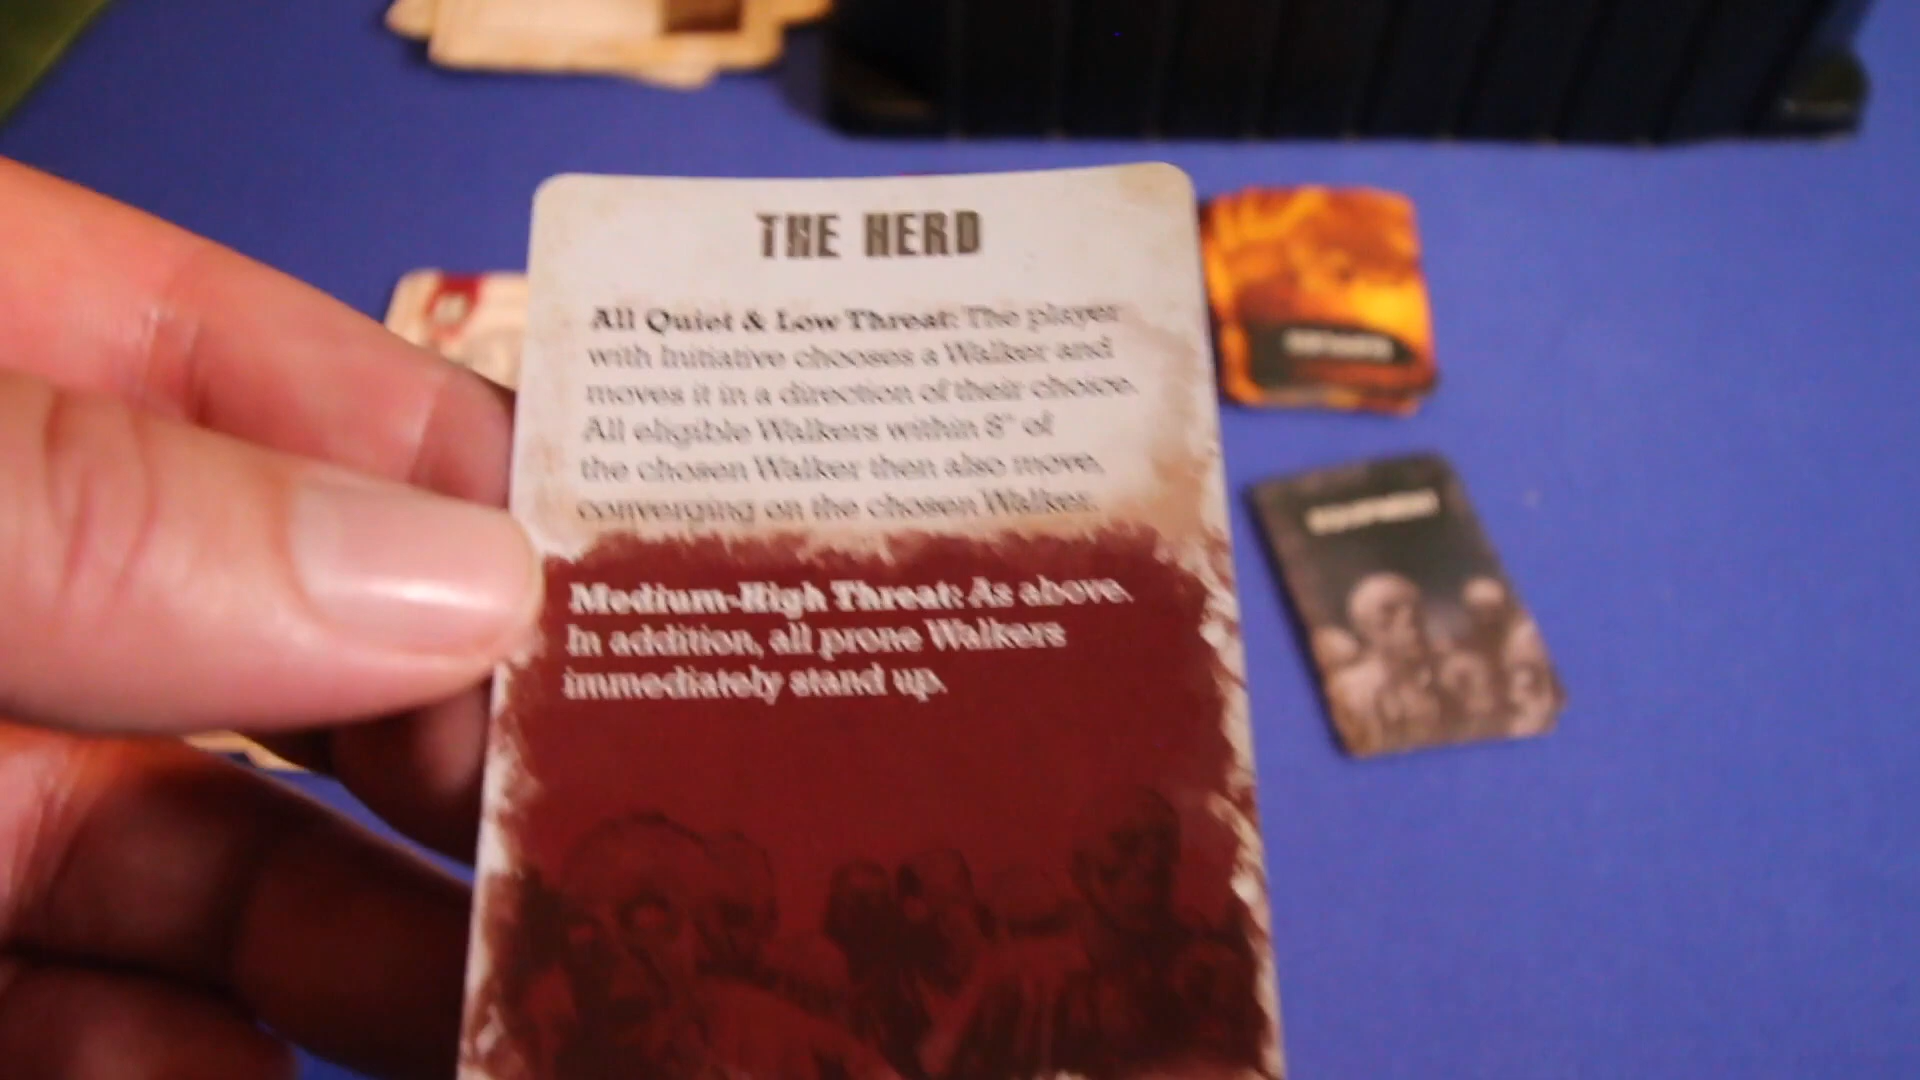 THE HERD
All Quiet & Low Threat: The player
with Initiative chooses a Walker and
moves it in a direction of their choice.
All eligible Walkers within 8" of
the chosen Walker then also move,
converging on the chosen Walker.
Medium-High Threat: As above.
In addition, all prone Walkers
immediately stand up.